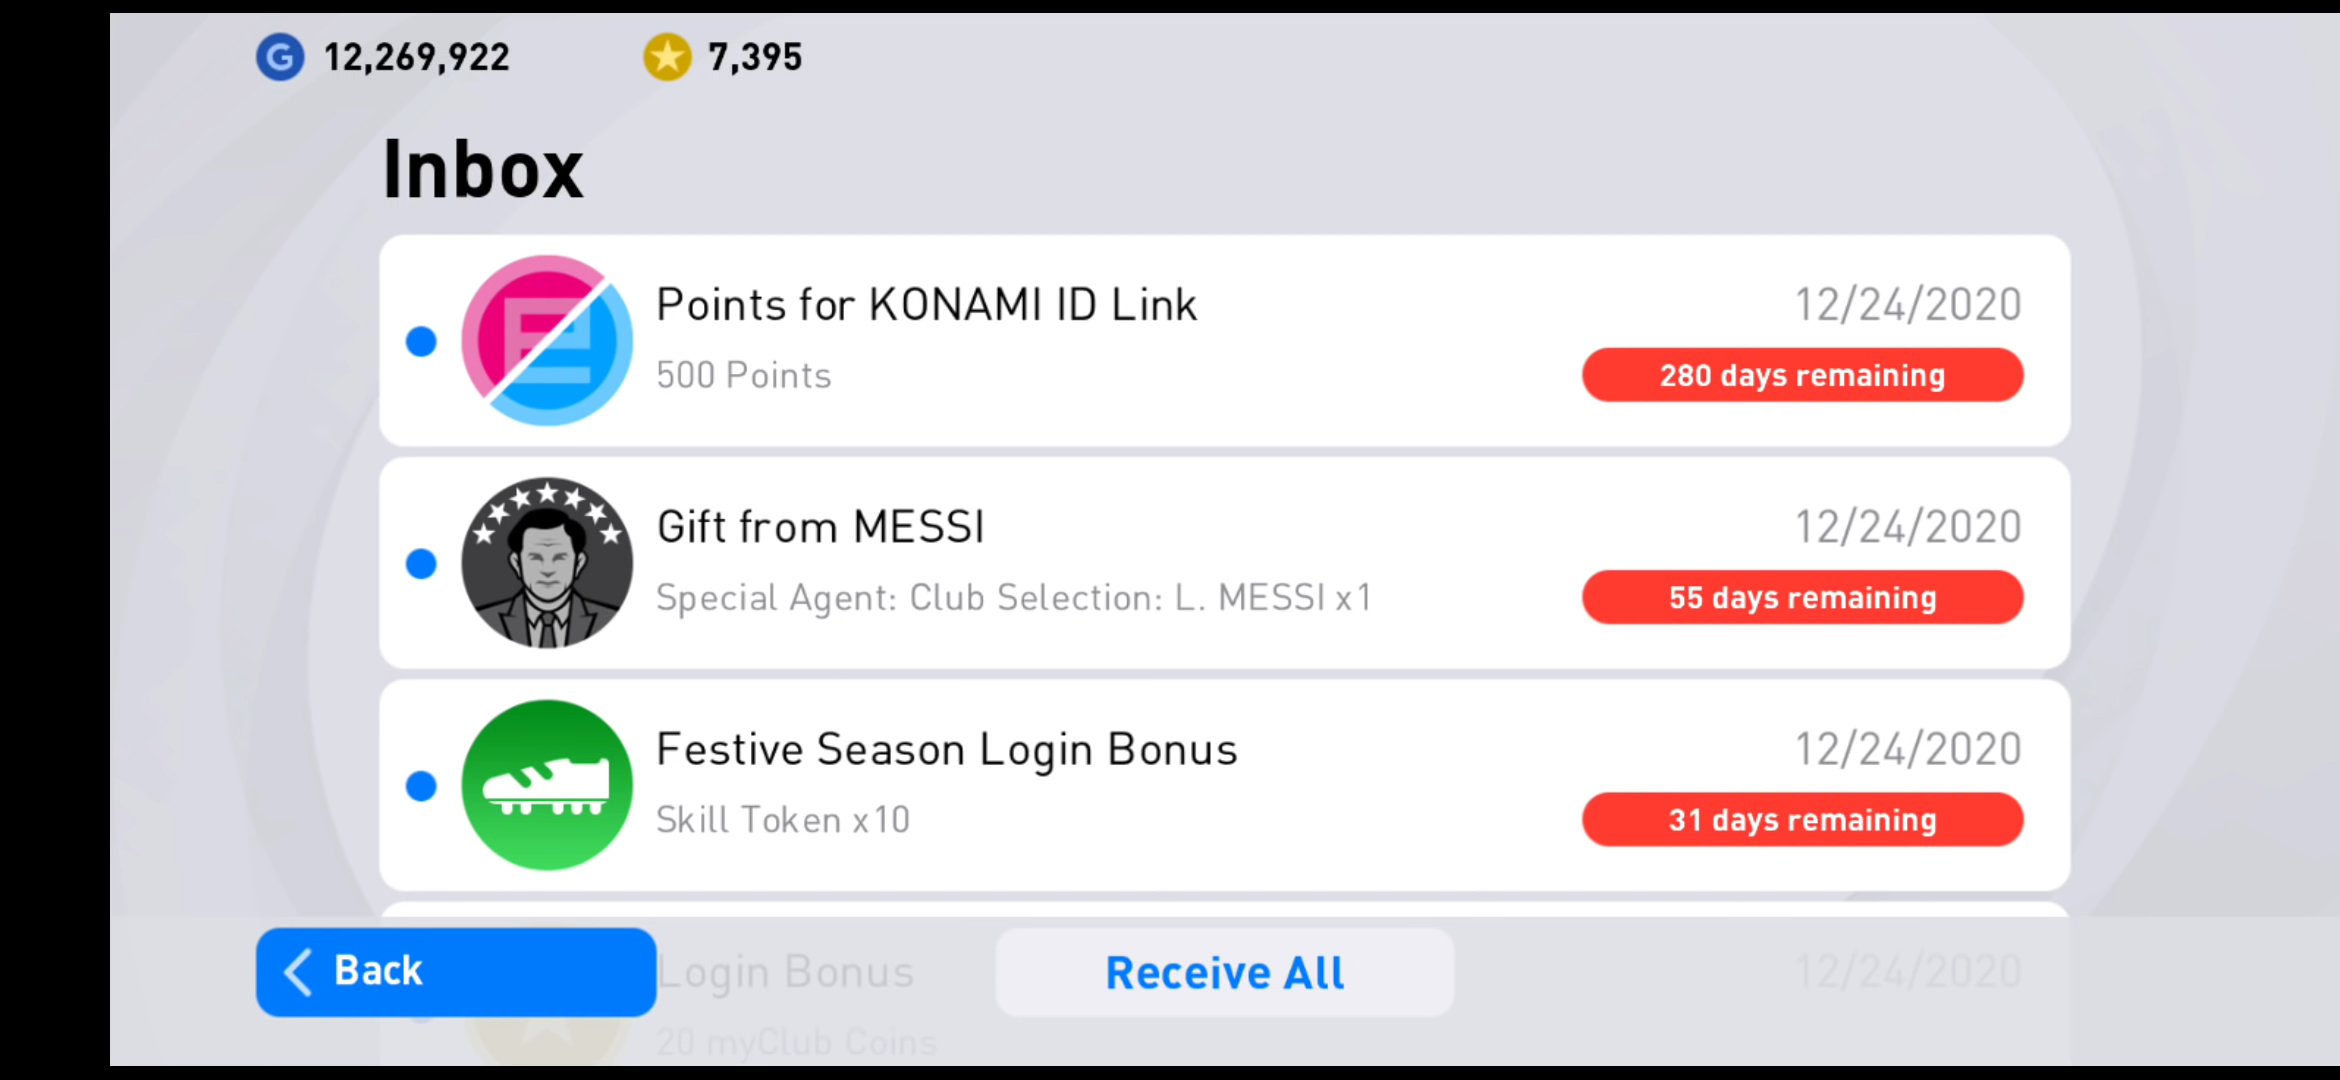 G 12,269,922 7,395
Inbox
Points for KONAMI ID Link 12/24/2020
500 Points 280 days remaining
Gift from MESSI 12/24/2020
Special Agent: Club Selection: L. MESSI x1 55 days remaining
Festive Season Login Bonus 12/24/2020
Skill Token x10 31 days remaining
Back Login Bonus Receive All 12/24/2020
20 myClub Coins